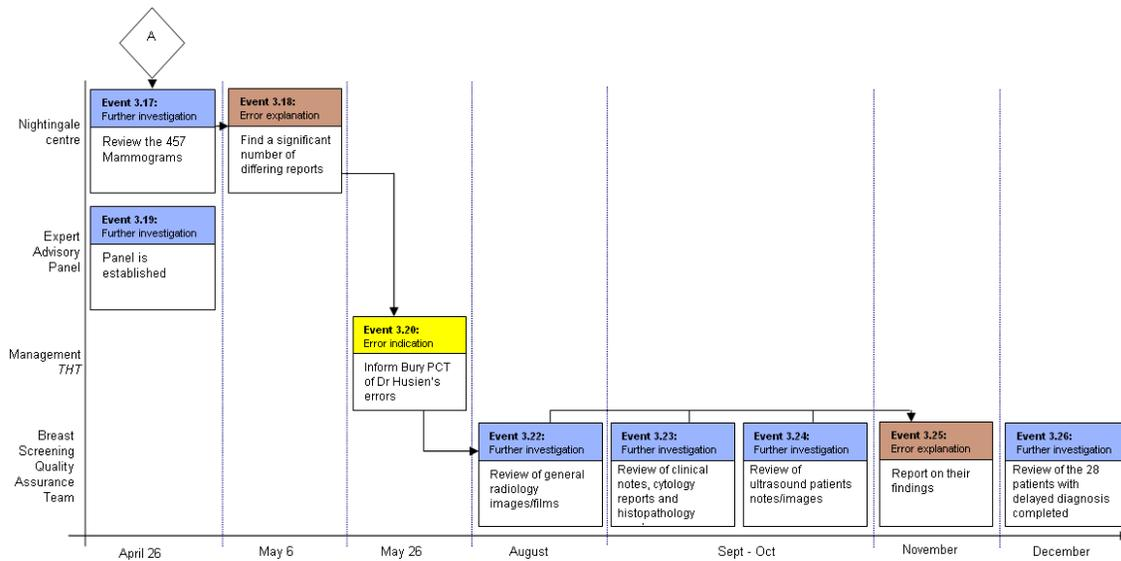 A
Nightingale
centre
Event 3.17:
Further investigation
Review the 457
Mammograms
Event 3.18:
Error explanation
Find a significant
number of
differing reports
Expert
Advisory
Panel
Event 3.19:
Further investigation
Panel is
established
Management
THT
Event 3.20:
Error indication
Inform Bury PCT
of Dr Husien's
errors
Breast
Screening
Quality
Assurance
Team
Event 3.22:
Further investigation
Review of general
radiology
images/films
Event 3.23:
Further investigation
Review of clinical
notes, cytology
reports and
histopathology
Event 3.24:
Further investigation
Review of
ultrasound patients
notes/images
Event 3.25:
Error explanation
Report on their
findings
Event 3.26:
Further investigation
Review of the 28
patients with
delayed diagnosis
completed
April 26
May 6
May 26
August
Sept - Oct
November
December